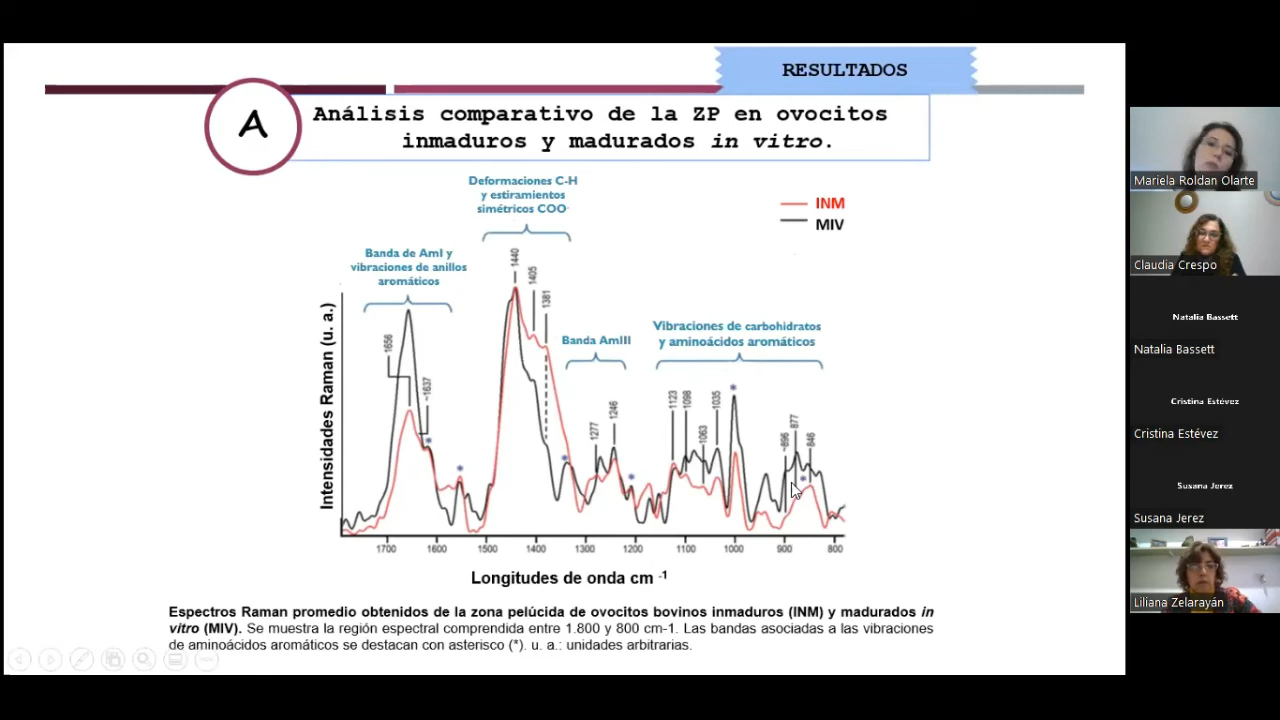 RESULTADOS
A
Análisis comparativo de la ZP en ovocitos
inmaduros y madurados in vitro.
Deformaciones C-H
y estiramientos
simétricos COO-
INM
MIV
Banda de AmI y
vibraciones de anillos
aromáticos
Banda AmIII
Vibraciones de carbohidratos
y aminoácidos aromáticos
1656
~1637
*
*
1440
1405
1381
*
1277
1246
*
1123
1098
1063
1035
*
~896
877
*
846
Intensidades Raman (u. a.)
1700 1600 1500 1400 1300 1200 1100 1000 900 800
Longitudes de onda cm -1
Espectros Raman promedio obtenidos de la zona pelúcida de ovocitos bovinos inmaduros (INM) y madurados in
vitro (MIV). Se muestra la región espectral comprendida entre 1.800 y 800 cm-1. Las bandas asociadas a las vibraciones
de aminoácidos aromáticos se destacan con asterisco (*). u. a.: unidades arbitrarias.
Mariela Roldan Olarte
Claudia Crespo
Natalia Bassett
Natalia Bassett
Cristina Estévez
Cristina Estévez
Susana Jerez
Susana Jerez
Liliana Zelarayán